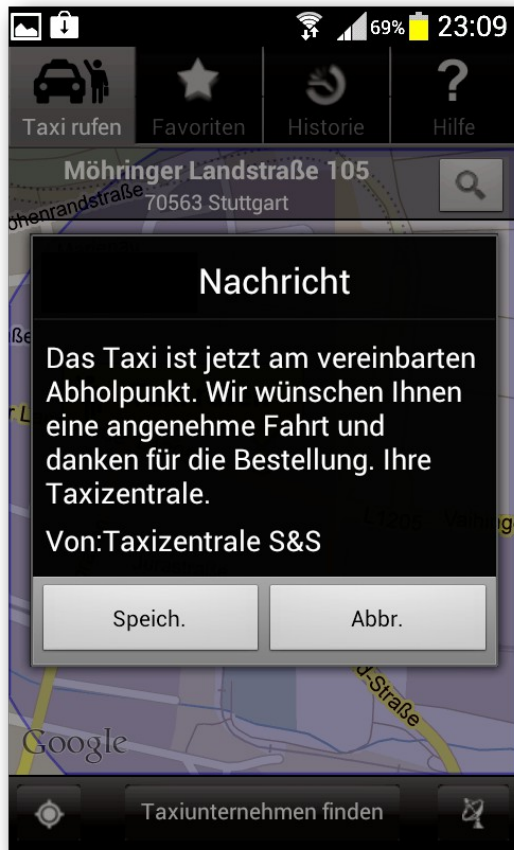 69% 23:09
Taxi rufen Favoriten Historie Hilfe
Möhringer Landstraße 105
70563 Stuttgart
Nachricht
Das Taxi ist jetzt am vereinbarten
Abholpunkt. Wir wünschen Ihnen
eine angenehme Fahrt und
danken für die Bestellung. Ihre
Taxizentrale.
Von:Taxizentrale S&S
Speich. Abbr.
Google
Taxiunternehmen finden